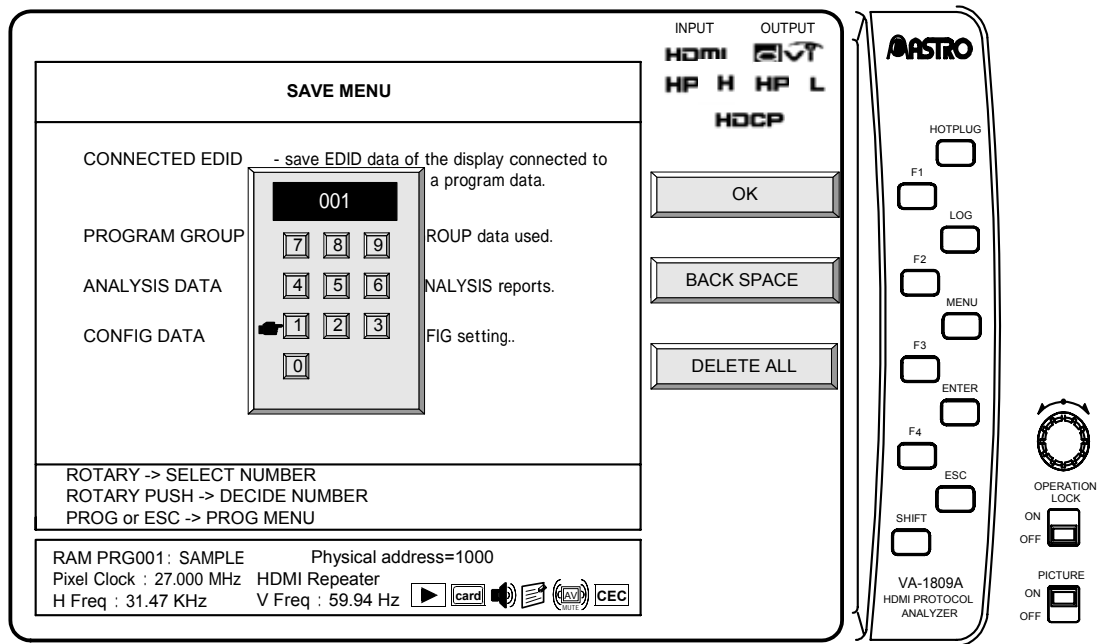 SAVE MENU
CONNECTED EDID - save EDID data of the display connected to
a program data.
001
PROGRAM GROUP ROUP data used.
7 8 9
ANALYSIS DATA NALYSIS reports.
4 5 6
CONFIG DATA FIG setting..
1 2 3
0
ROTARY -> SELECT NUMBER
ROTARY PUSH -> DECIDE NUMBER
PROG or ESC -> PROG MENU
RAM PRG001: SAMPLE Physical address=1000
Pixel Clock : 27.000 MHz HDMI Repeater
H Freq : 31.47 KHz V Freq : 59.94 Hz card AV MUTE CEC
INPUT OUTPUT
HDMI
HP H HP L
HDCP
OK
BACK SPACE
DELETE ALL
ASTRO
HOTPLUG
F1
LOG
F2
MENU
F3
ENTER
F4
ESC
SHIFT
VA-1809A
HDMI PROTOCOL
ANALYZER
OPERATION
LOCK
ON
OFF
PICTURE
ON
OFF